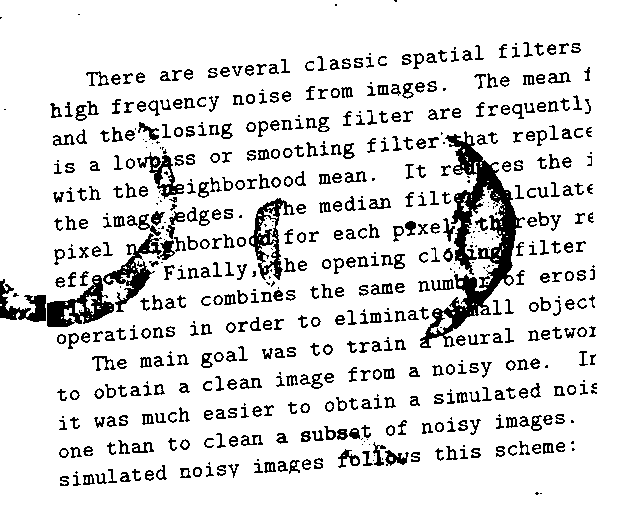 There are several classic spatial filters
high frequency noise from images. The mean f
and the closing opening filter are frequently
is a lowpass or smoothing filter that replace
with the neighborhood mean. It reduces the i
the image edges. The median filter calculate
pixel neighborhood for each pixel, thereby re
effect. Finally, the opening closing filter
that combines the same number of erosi
operations in order to eliminate small object
The main goal was to train a neural networ
to obtain a clean image from a noisy one. In
it was much easier to obtain a simulated nois
one than to clean a subset of noisy images.
simulated noisy images follows this scheme: